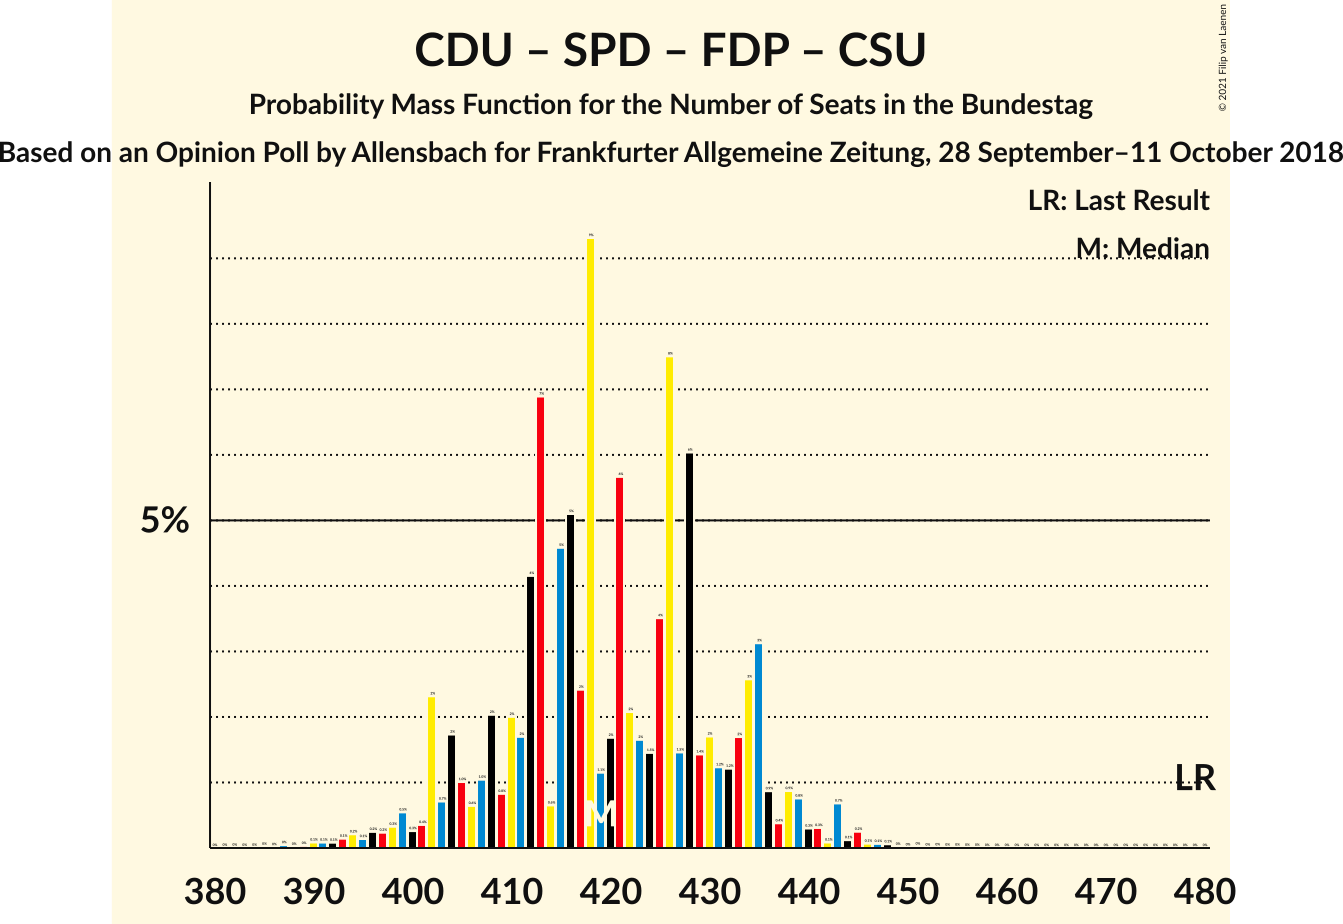 CDU – SPD – FDP – CSU
Probability Mass Function for the Number of Seats in the Bundestag
Based on an Opinion Poll by Allensbach for Frankfurter Allgemeine Zeitung, 28 September–11 October 2018
© 2021 Filip van Laenen
LR: Last Result
M: Median
5%
LR
M
380 390 400 410 420 430 440 450 460 470 480